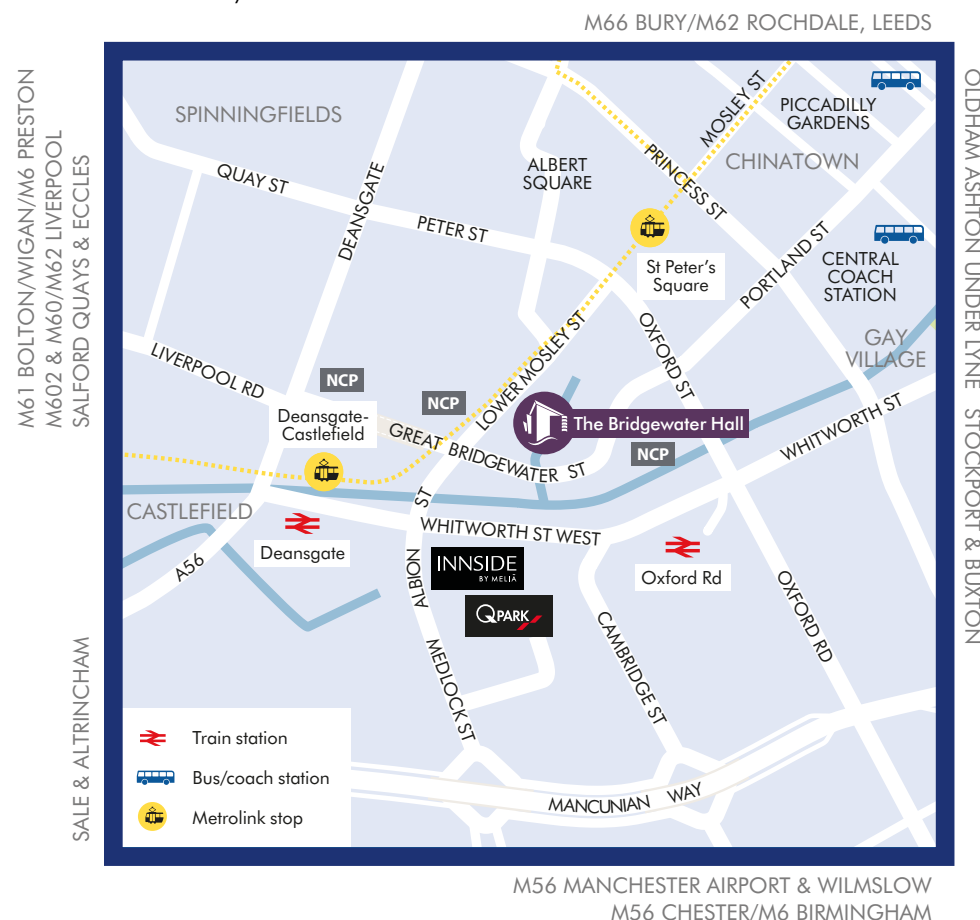 M66 BURY/M62 ROCHDALE, LEEDS
M61 BOLTON/WIGAN/M6 PRESTON
M602 & M60/M62 LIVERPOOL
SALFORD QUAYS & ECCLES
SALE & ALTRINCHAM
OLDHAM ASHTON UNDER LYNE
STOCKPORT & BUXTON
SPINNINGFIELDS
PICCADILLY
GARDENS
MOSLEY ST
CHINATOWN
ALBERT
SQUARE
PRINCESS ST
QUAY ST
DEANSGATE
PETER ST
St Peter's
Square
PORTLAND ST
CENTRAL
COACH
STATION
GAY
VILLAGE
OXFORD ST
LOWER MOSLEY ST
LIVERPOOL RD
NCP
NCP
Deansgate-
Castlefield
GREAT BRIDGEWATER ST
The Bridgewater Hall
NCP
WHITWORTH ST
CASTLEFIELD
WHITWORTH ST WEST
Deansgate
A56
ALBION ST
INNSIDE
BY MELIÃ
Q PARK
Oxford Rd
OXFORD RD
CAMBRIDGE ST
MEDLOCK ST
MANCUNIAN WAY
Train station
Bus/coach station
Metrolink stop
M56 MANCHESTER AIRPORT & WILMSLOW
M56 CHESTER/M6 BIRMINGHAM